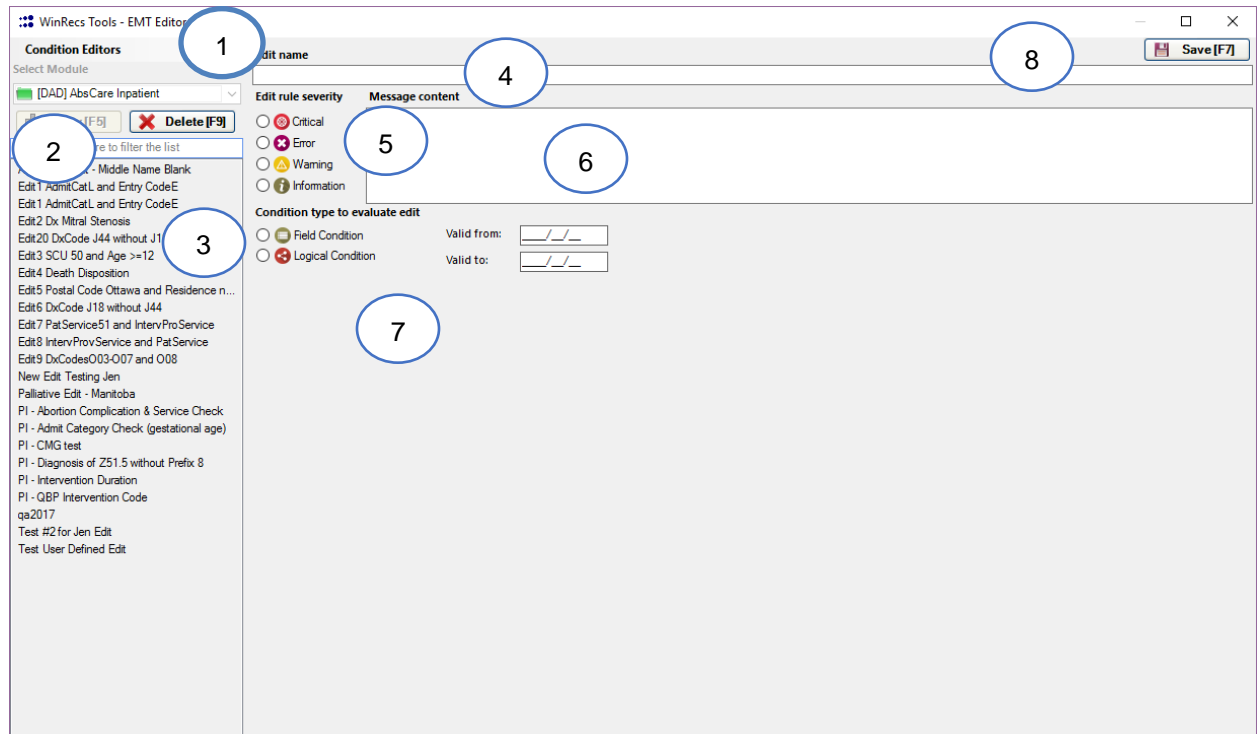 WinRecs Tools - EMT Editor
Condition Editors
1
Edit name
8
Save [F7]
Select Module
4
[DAD] AbsCare Inpatient
Edit rule severity
Message content
[F5]
Delete [F9]
Critical
5
6
2
re to filter the list
Error
- Middle Name Blank
Warning
Edit1 AdmitCatL and Entry CodeE
Information
Edit1 AdmitCatL and Entry CodeE
Condition type to evaluate edit
Edit2 Dx Mitral Stenosis
Edit20 DxCode J44 without J1
3
Field Condition
Valid from:
____/__/__
Edit3 SCU 50 and Age >=12
Logical Condition
Valid to:
____/__/__
Edit4 Death Disposition
Edit5 Postal Code Ottawa and Residence n...
Edit6 DxCode J18 without J44
7
Edit7 PatService51 and IntervProService
Edit8 IntervProvService and PatService
Edit9 DxCodesO03-O07 and O08
New Edit Testing Jen
Palliative Edit - Manitoba
PI - Abortion Complication & Service Check
PI - Admit Category Check (gestational age)
PI - CMG test
PI - Diagnosis of Z51.5 without Prefix 8
PI - Intervention Duration
PI - QBP Intervention Code
qa2017
Test #2 for Jen Edit
Test User Defined Edit